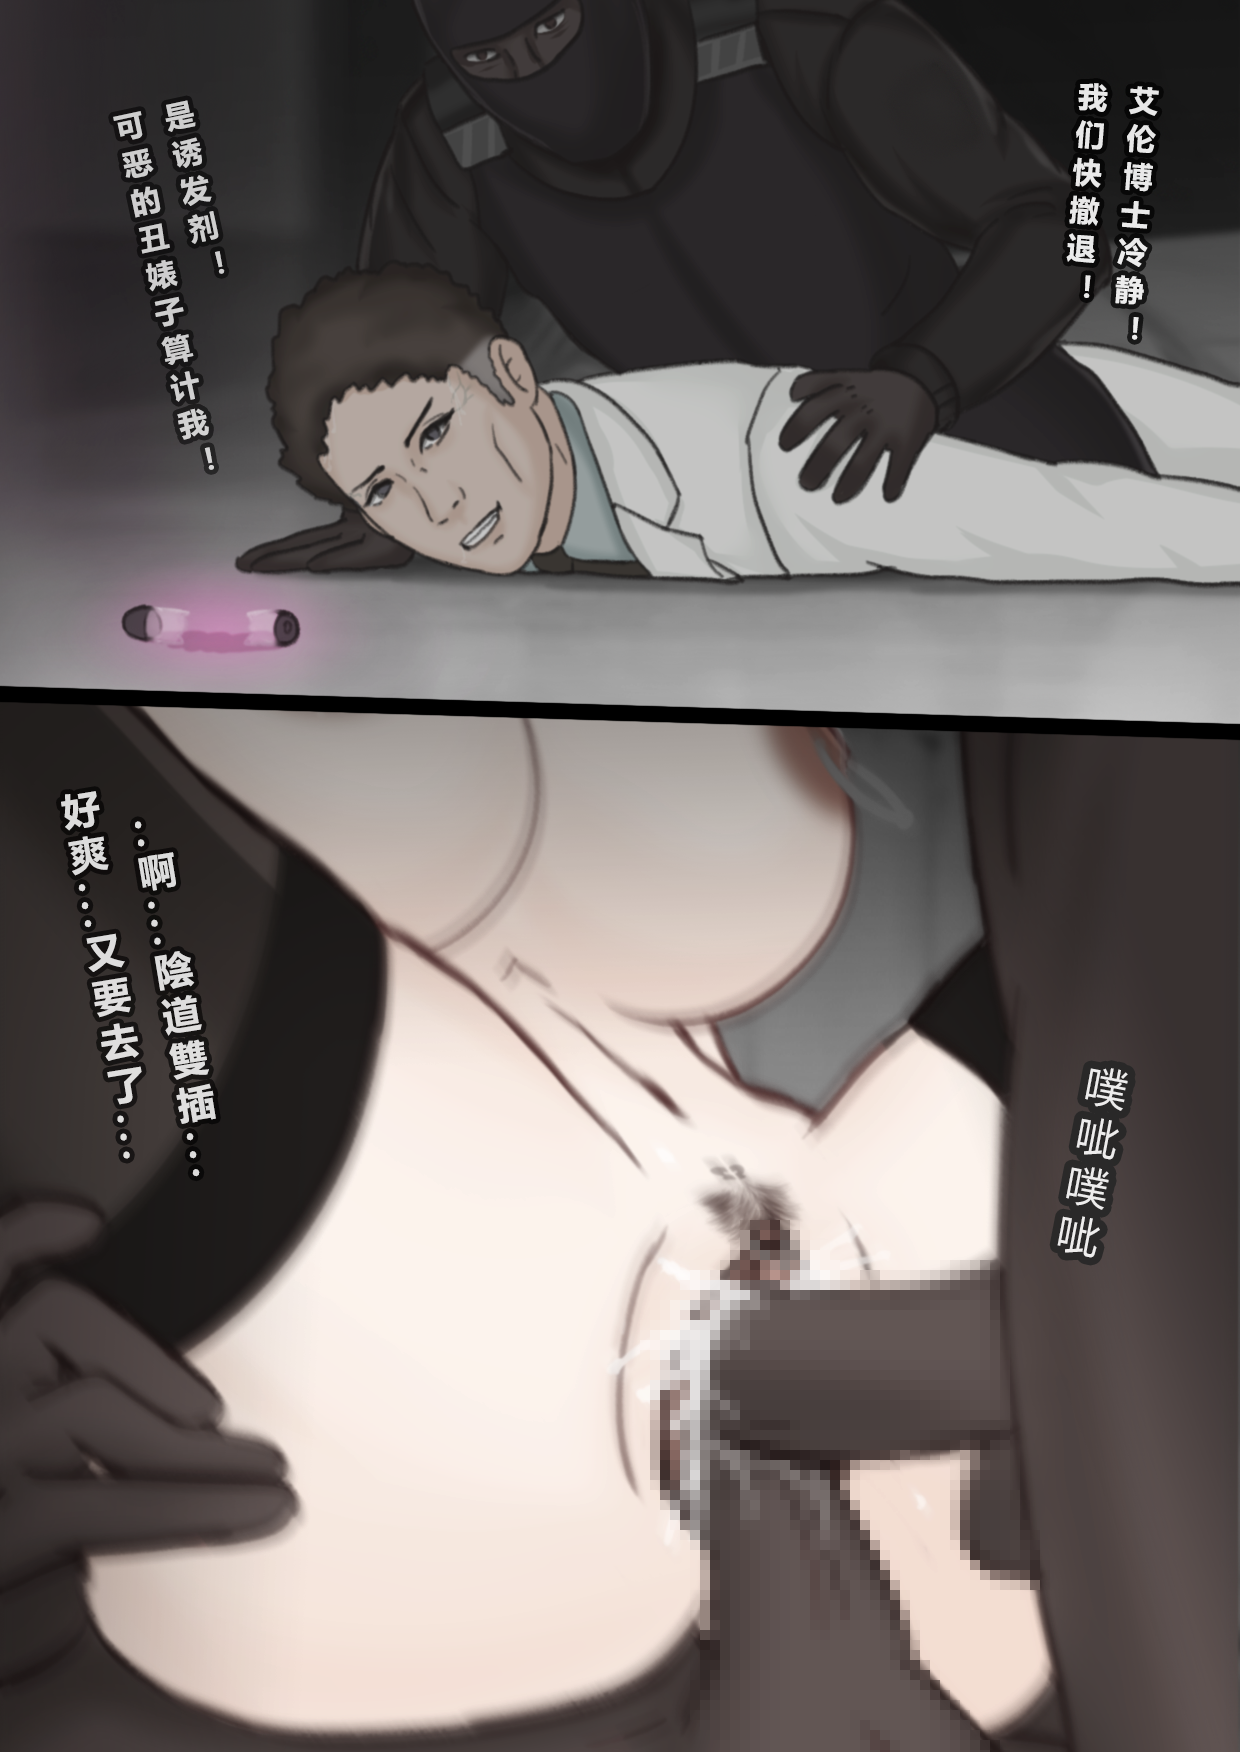 艾伦博士冷静！
我们快撤退！
是诱发剂！
可恶的丑婊子算计我！
噗呲噗呲
…啊……陰道雙插……
好爽……又要去了……